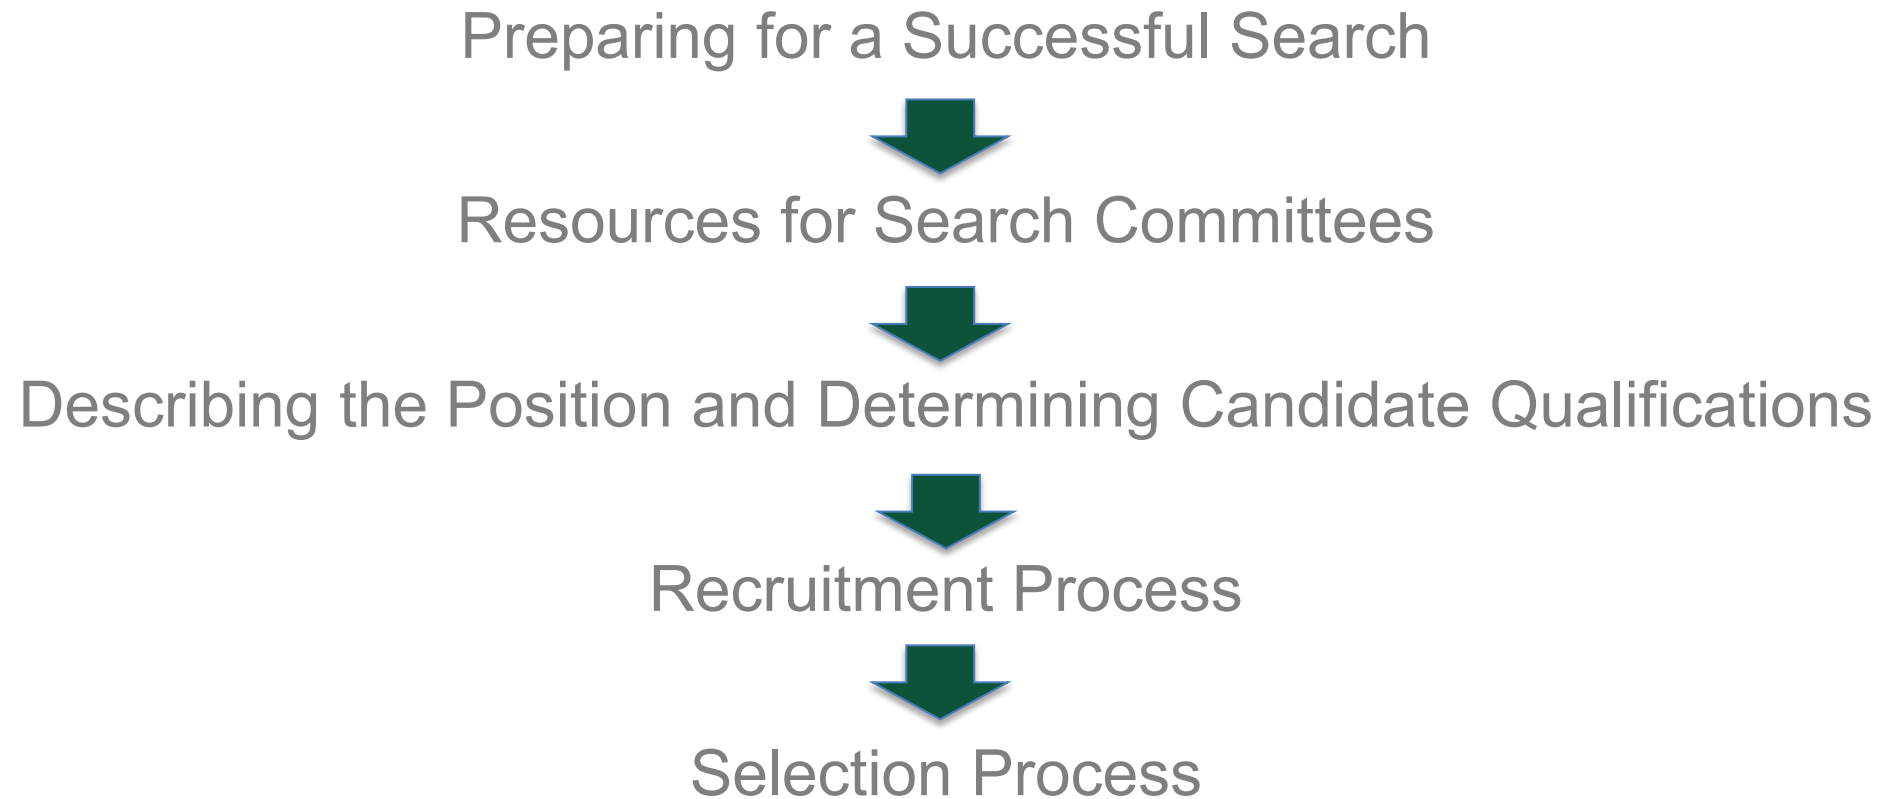 Preparing for a Successful Search
Resources for Search Committees
Describing the Position and Determining Candidate Qualifications
Recruitment Process
Selection Process